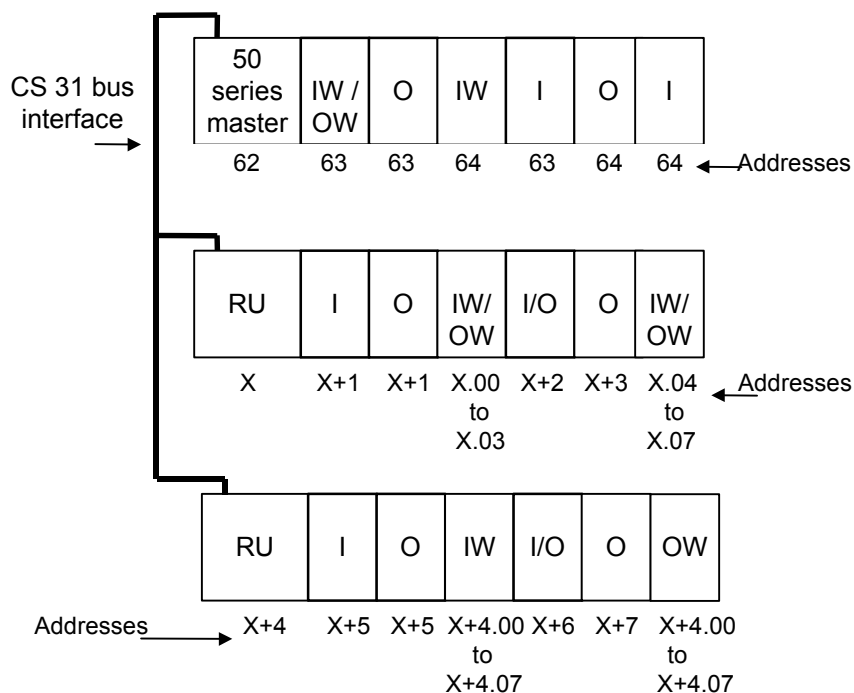 CS 31 bus
interface
50
series
master
IW /
OW
O
IW
I
O
I
62 63 63 64 63 64 64
Addresses
RU
I
O
IW/
OW
I/O
O
IW/
OW
X X+1 X+1 X.00 X+2 X+3 X.04
to to
X.03 X.07
Addresses
RU
I
O
IW
I/O
O
OW
Addresses
X+4 X+5 X+5 X+4.00 X+6 X+7 X+4.00
to to
X+4.07 X+4.07